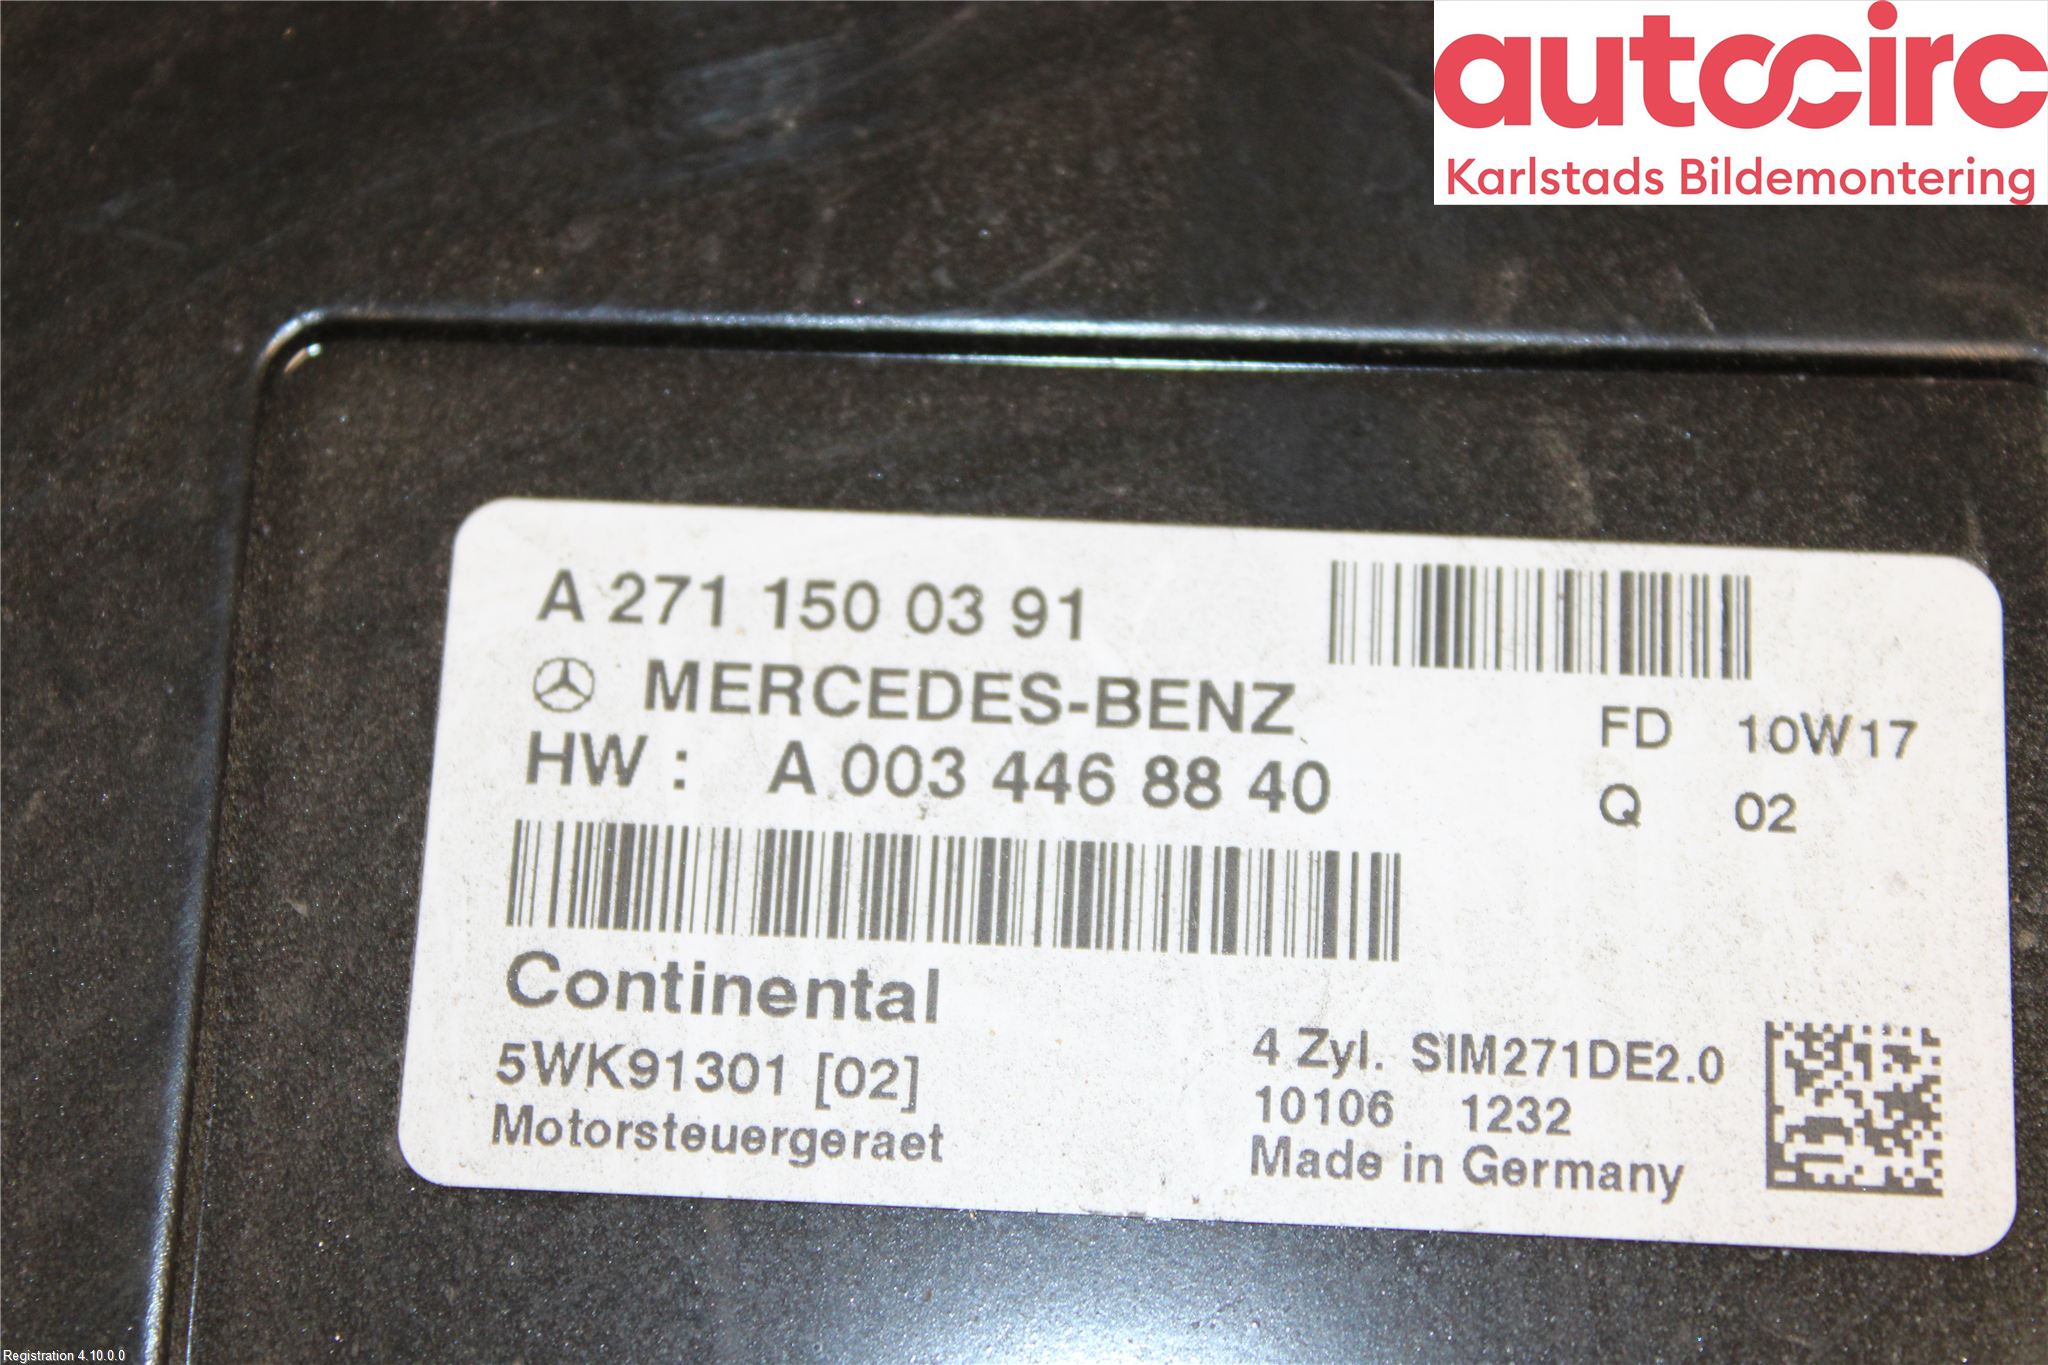 autocirc
Karlstads Bildemontering
A 271 150 03 91
MERCEDES-BENZ
HW : A 003 446 88 40
FD 10W17
Q 02
Continental
5WK91301 [02]
Motorsteuergeraet
4 Zyl. SIM271DE2.0
10106 1232
Made in Germany
Registration 4.10.0.0